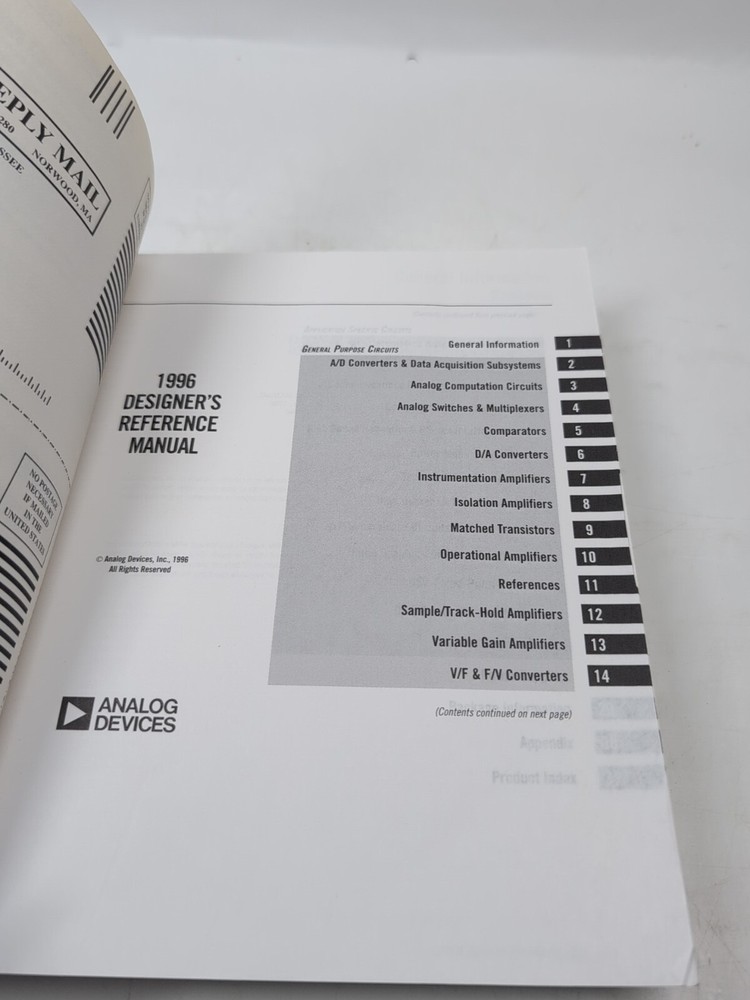 EPLY MAIL
280 NORWOOD, MA
SSEE
NO POSTAGE
NECESSARY
IF MAILED
IN THE
UNITED STATES
1996
DESIGNER'S
REFERENCE
MANUAL
© Analog Devices, Inc., 1996
All Rights Reserved
ANALOG
DEVICES
General Information 1
GENERAL PURPOSE CIRCUITS
A/D Converters & Data Acquisition Subsystems 2
Analog Computation Circuits 3
Analog Switches & Multiplexers 4
Comparators 5
D/A Converters 6
Instrumentation Amplifiers 7
Isolation Amplifiers 8
Matched Transistors 9
Operational Amplifiers 10
References 11
Sample/Track-Hold Amplifiers 12
Variable Gain Amplifiers 13
V/F & F/V Converters 14
(Contents continued on next page)
Package Information
Appendix
Product Index